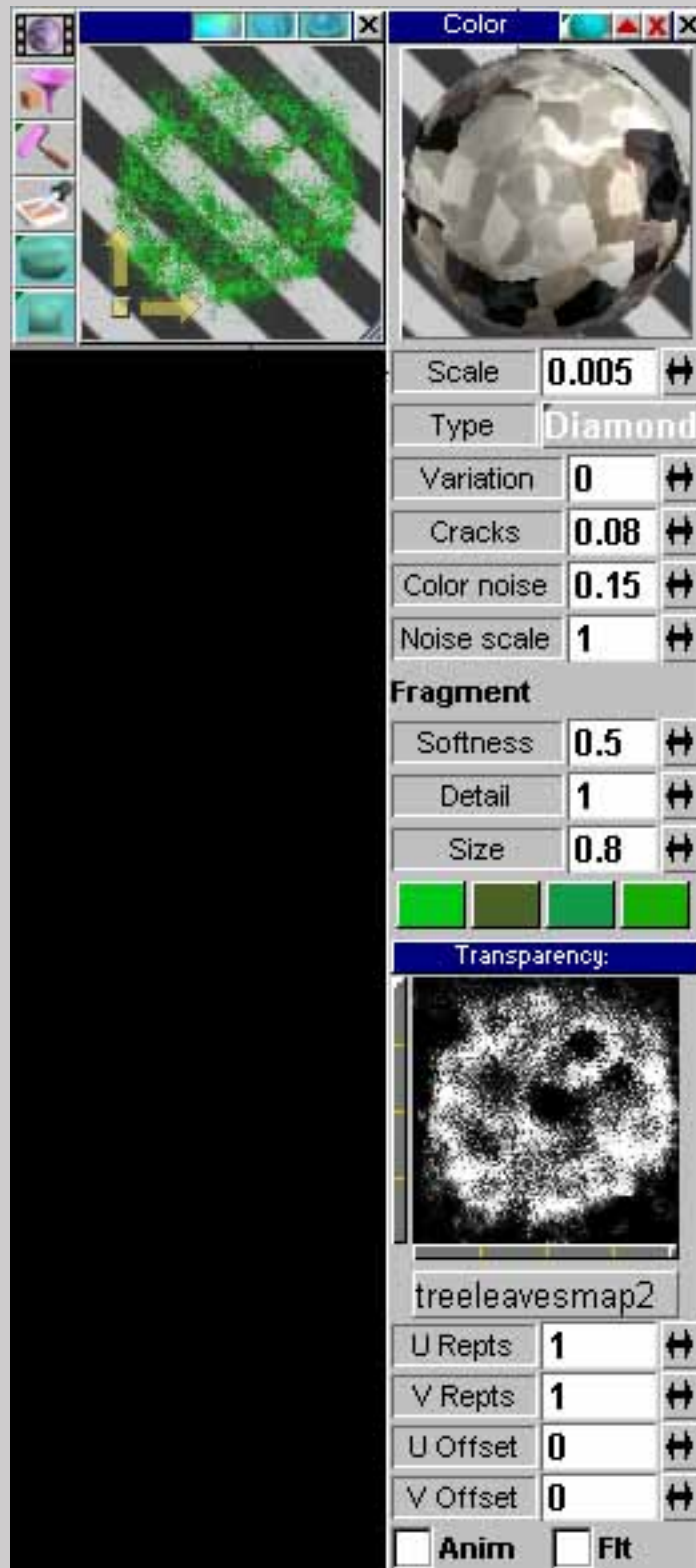 Color
Scale 0.005
Type Diamond
Variation 0
Cracks 0.08
Color noise 0.15
Noise scale 1
Fragment
Softness 0.5
Detail 1
Size 0.8
Transparency:
treeleavesmap2
U Repts 1
V Repts 1
U Offset 0
V Offset 0
Anim Flt